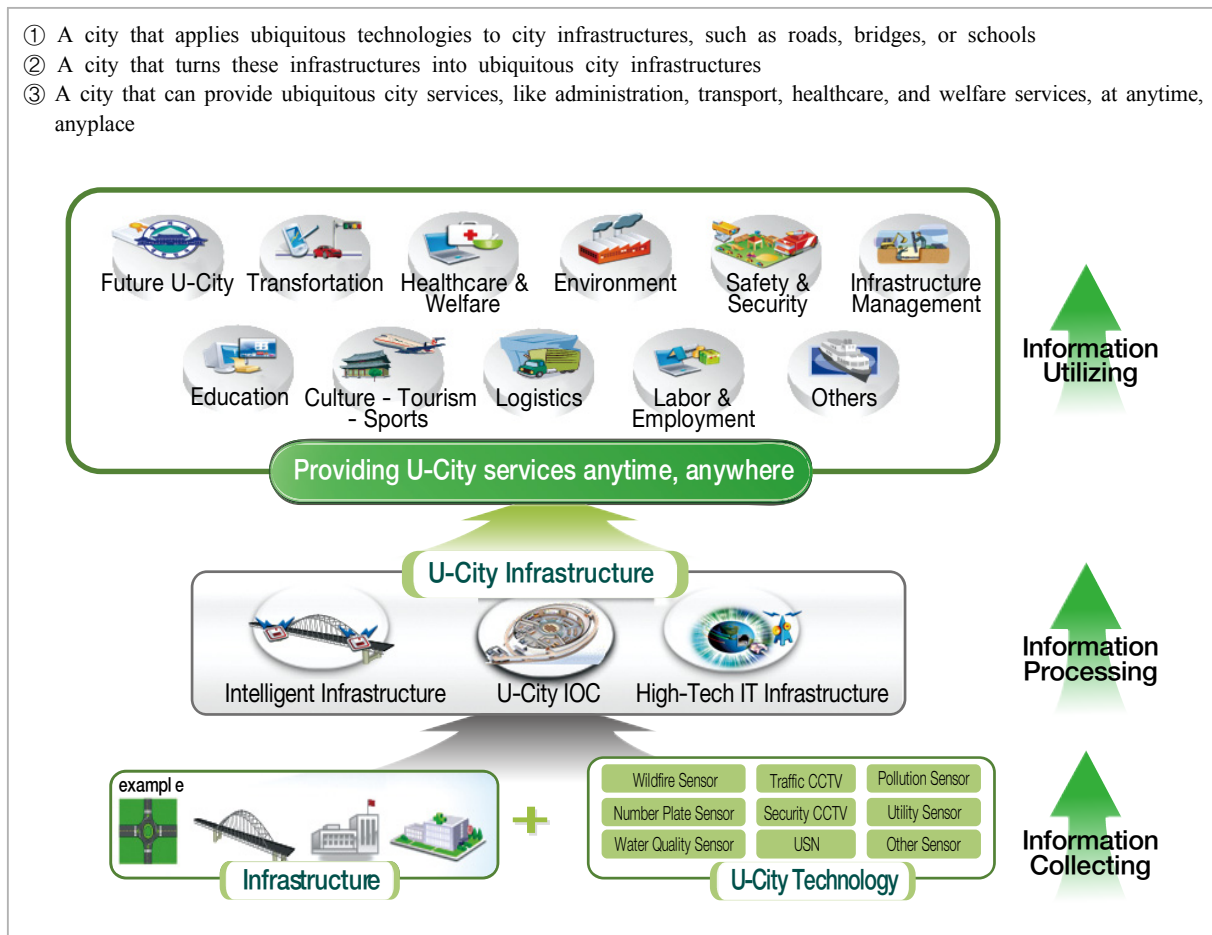 ① A city that applies ubiquitous technologies to city infrastructures, such as roads, bridges, or schools
② A city that turns these infrastructures into ubiquitous city infrastructures
③ A city that can provide ubiquitous city services, like administration, transport, healthcare, and welfare services, at anytime,
anyplace
Future U-City
Transfortation
Healthcare &
Welfare
Environment
Safety &
Security
Infrastructure
Management
Education
Culture - Tourism
- Sports
Logistics
Labor &
Employment
Others
Information
Utilizing
Providing U-City services anytime, anywhere
U-City Infrastructure
Intelligent Infrastructure
U-City IOC
High-Tech IT Infrastructure
Information
Processing
exampl e
Infrastructure
+
Wildfire Sensor
Traffic CCTV
Pollution Sensor
Number Plate Sensor
Security CCTV
Utility Sensor
Water Quality Sensor
USN
Other Sensor
U-City Technology
Information
Collecting